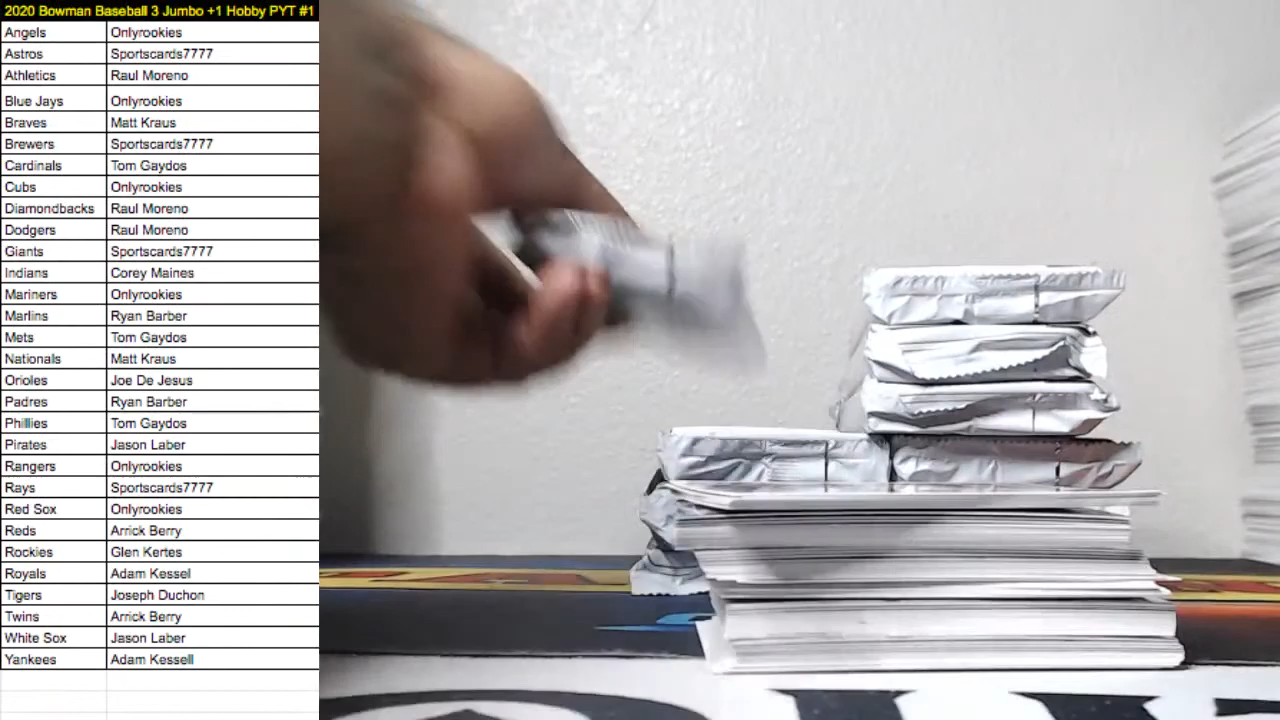 2020 Bowman Baseball 3 Jumbo +1 Hobby PYT #1
Angels Onlyrookies
Astros Sportscards7777
Athletics Raul Moreno
Blue Jays Onlyrookies
Braves Matt Kraus
Brewers Sportscards7777
Cardinals Tom Gaydos
Cubs Onlyrookies
Diamondbacks Raul Moreno
Dodgers Raul Moreno
Giants Sportscards7777
Indians Corey Maines
Mariners Onlyrookies
Marlins Ryan Barber
Mets Tom Gaydos
Nationals Matt Kraus
Orioles Joe De Jesus
Padres Ryan Barber
Phillies Tom Gaydos
Pirates Jason Laber
Rangers Onlyrookies
Rays Sportscards7777
Red Sox Onlyrookies
Reds Arrick Berry
Rockies Glen Kertes
Royals Adam Kessel
Tigers Joseph Duchon
Twins Arrick Berry
White Sox Jason Laber
Yankees Adam Kessell